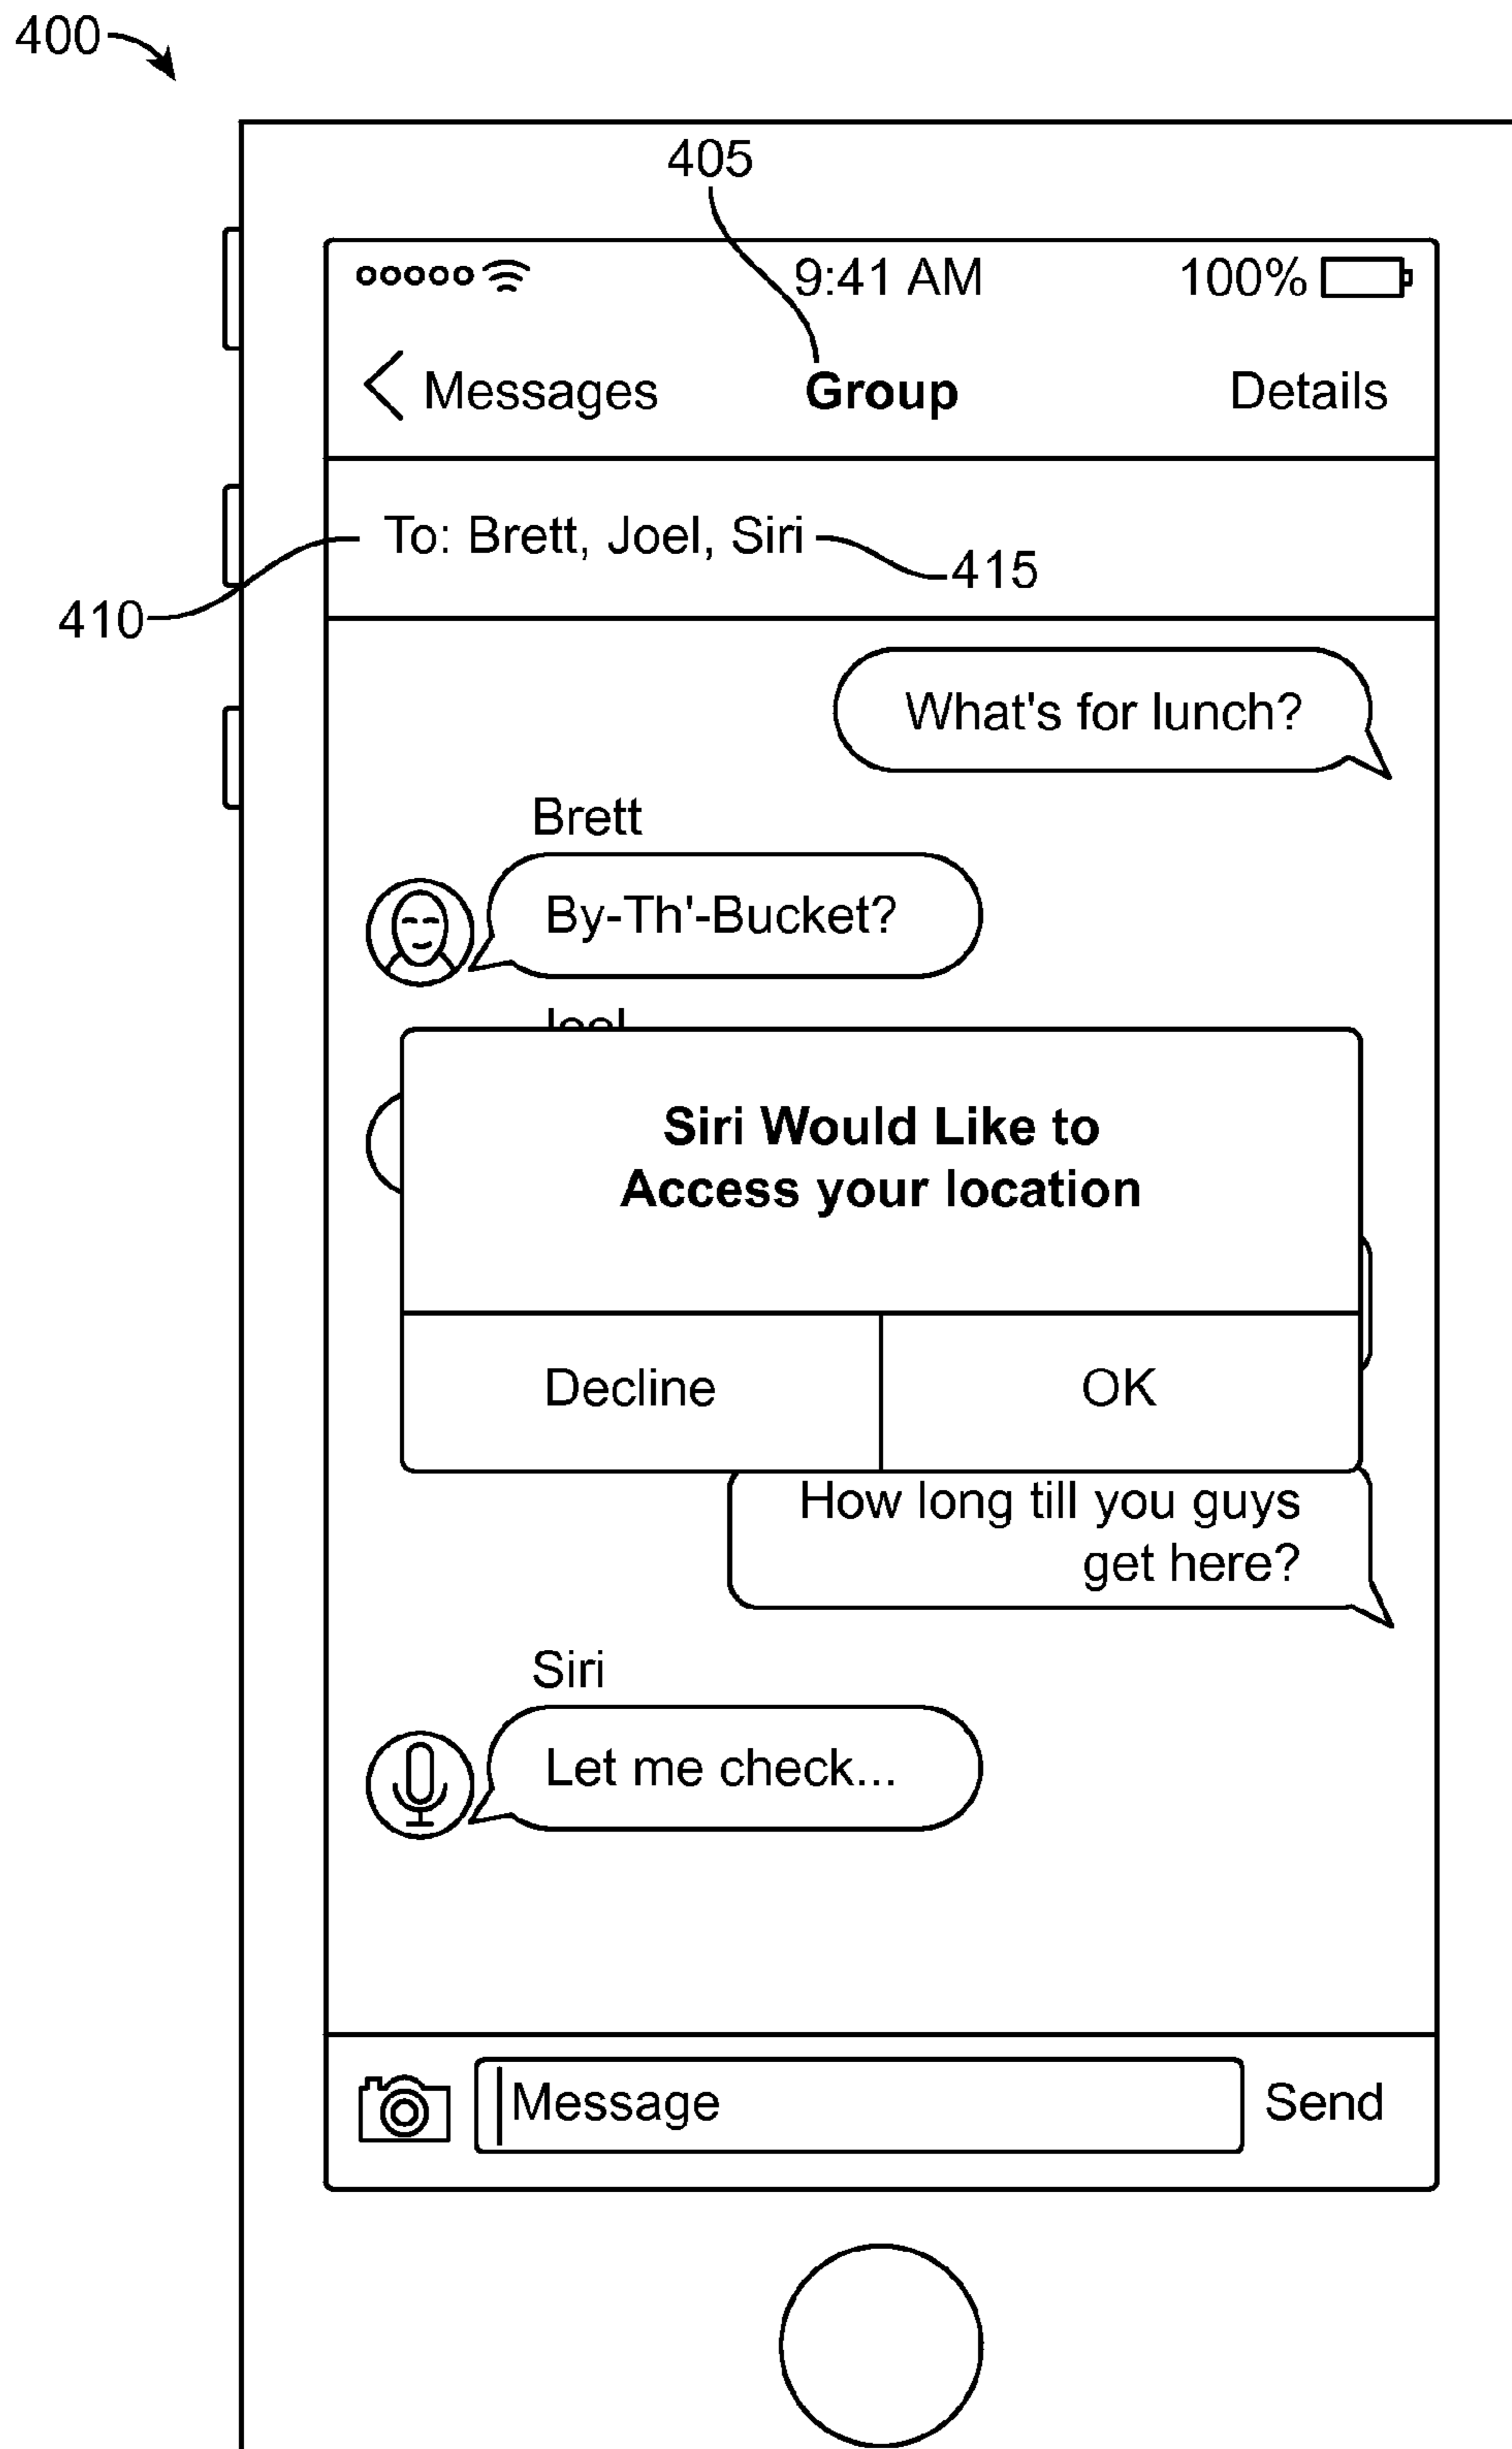 400
405
9:41 AM 100%
Messages Group Details
To: Brett, Joel, Siri
415
410
What's for lunch?
Brett
By-Th'-Bucket?
Joel
Siri Would Like to
Access your location
Decline OK
How long till you guys
get here?
Siri
Let me check...
Message Send